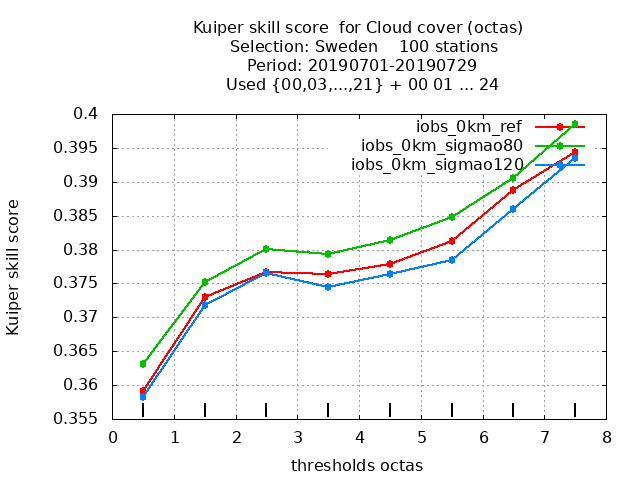 Kuiper skill score  for Cloud cover (octas)
Selection: Sweden    100 stations
Period: 20190701-20190729
Used {00,03,...,21} + 00 01 ... 24
iobs_0km_ref
iobs_0km_sigmao80
iobs_0km_sigmao120
Kuiper skill score
0.4
0.395
0.39
0.385
0.38
0.375
0.37
0.365
0.36
0.355
0 1 2 3 4 5 6 7 8
thresholds octas